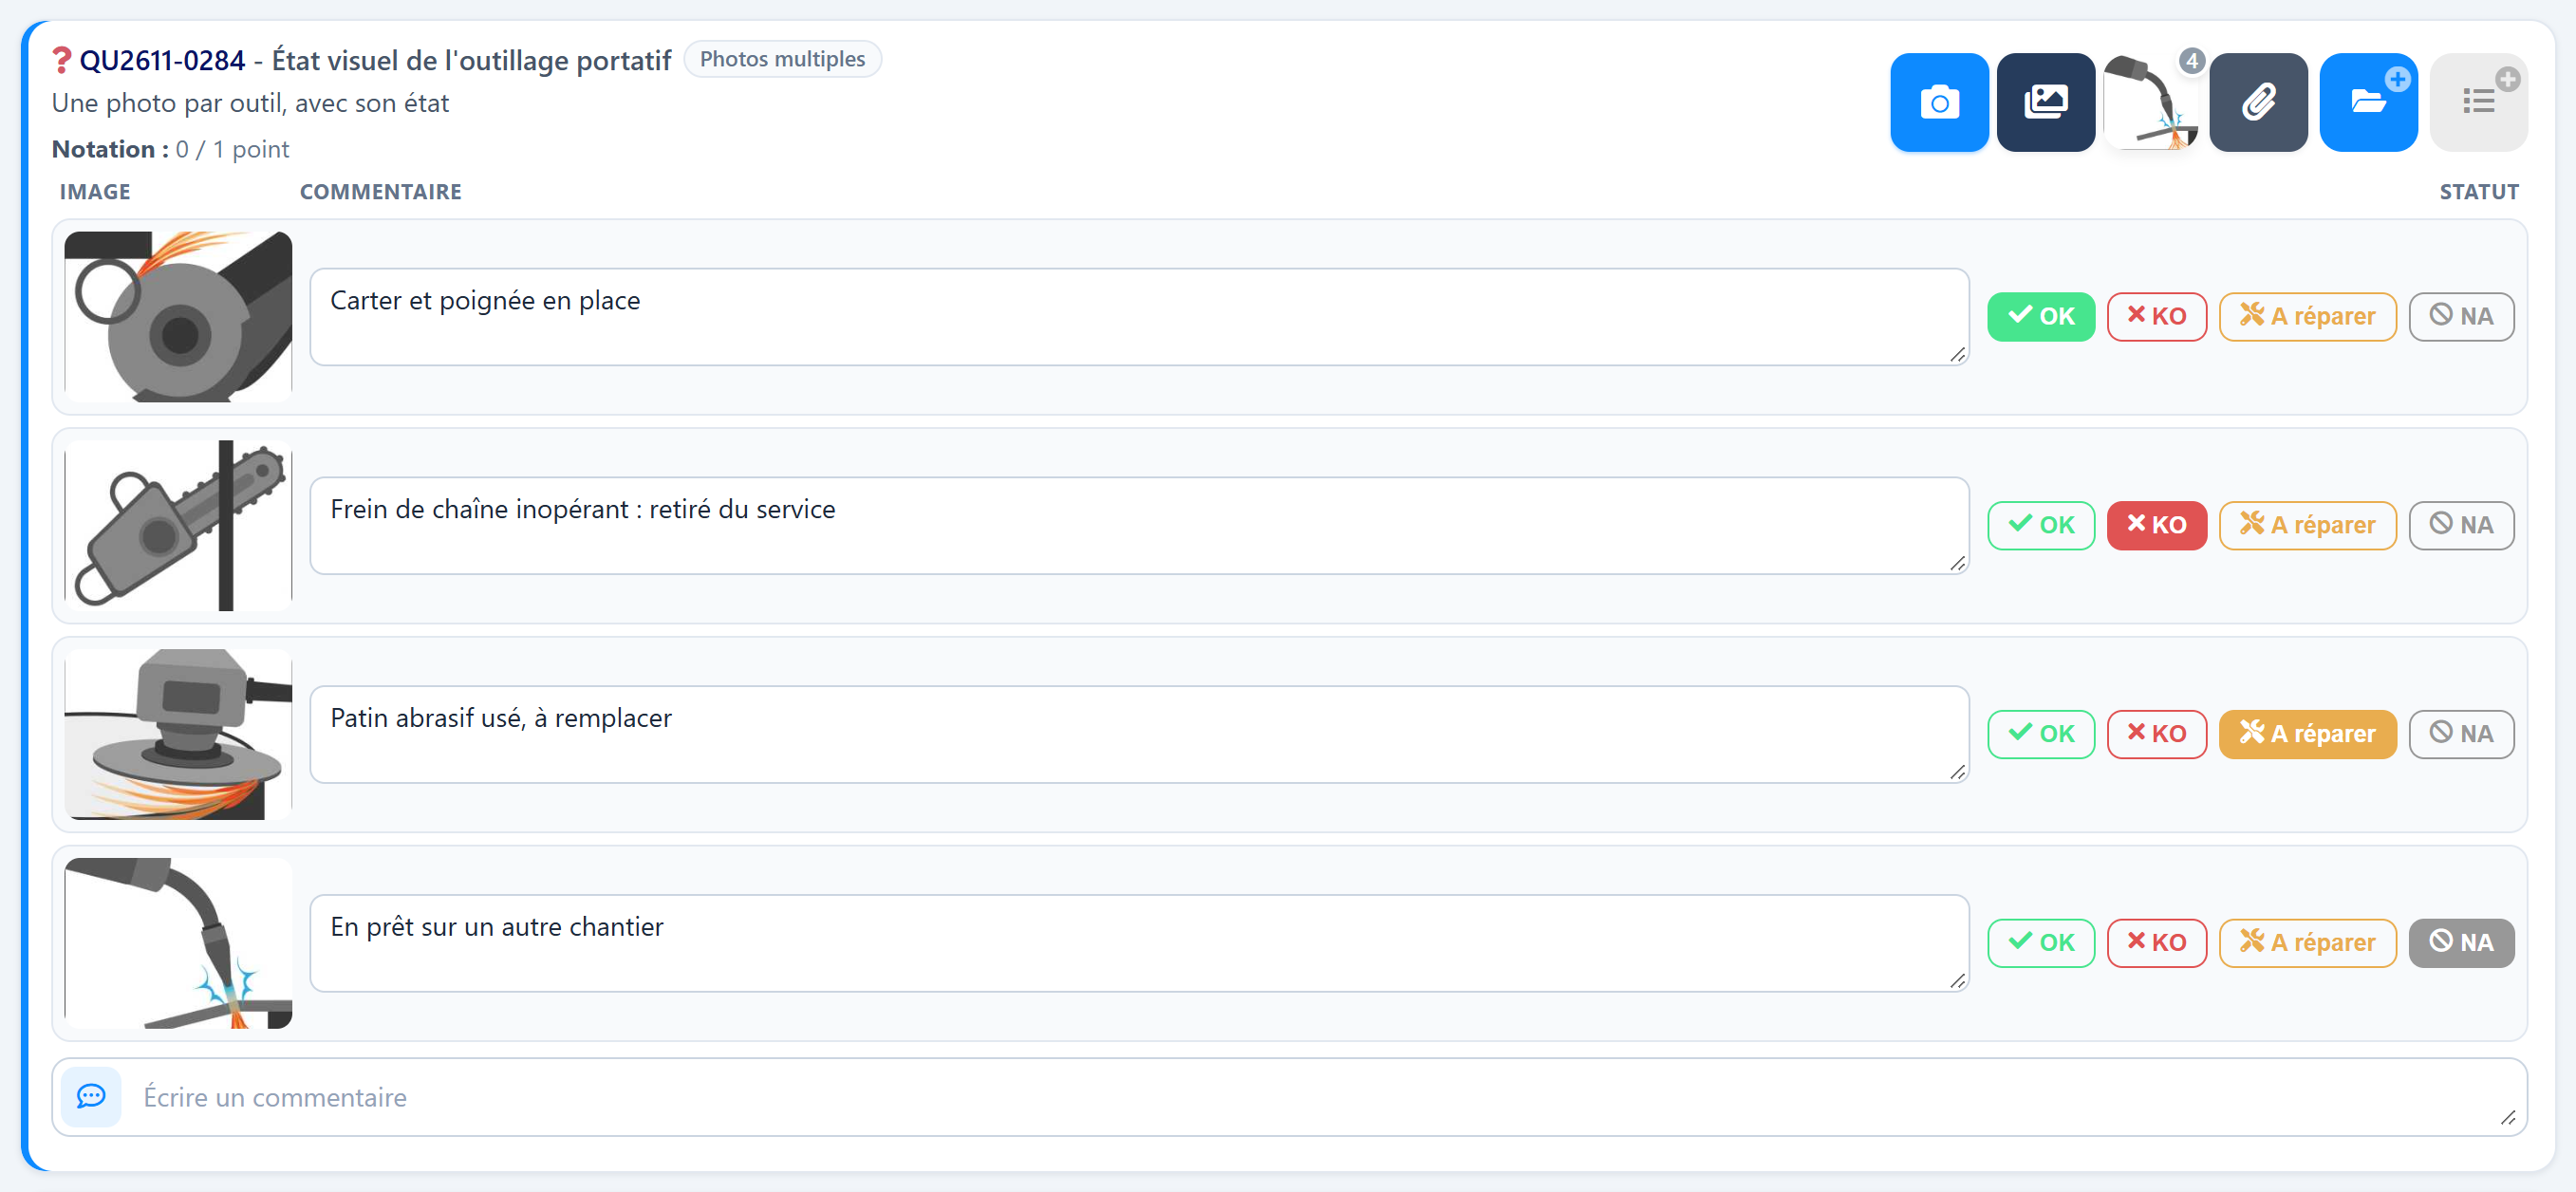 ? QU2611-0284 - État visuel de l'outillage portatif Photos multiples
Une photo par outil, avec son état
Notation : 0 / 1 point
4
IMAGE COMMENTAIRE STATUT
Carter et poignée en place
OK KO A réparer NA
Frein de chaîne inopérant : retiré du service
OK KO A réparer NA
Patin abrasif usé, à remplacer
OK KO A réparer NA
En prêt sur un autre chantier
OK KO A réparer NA
Écrire un commentaire